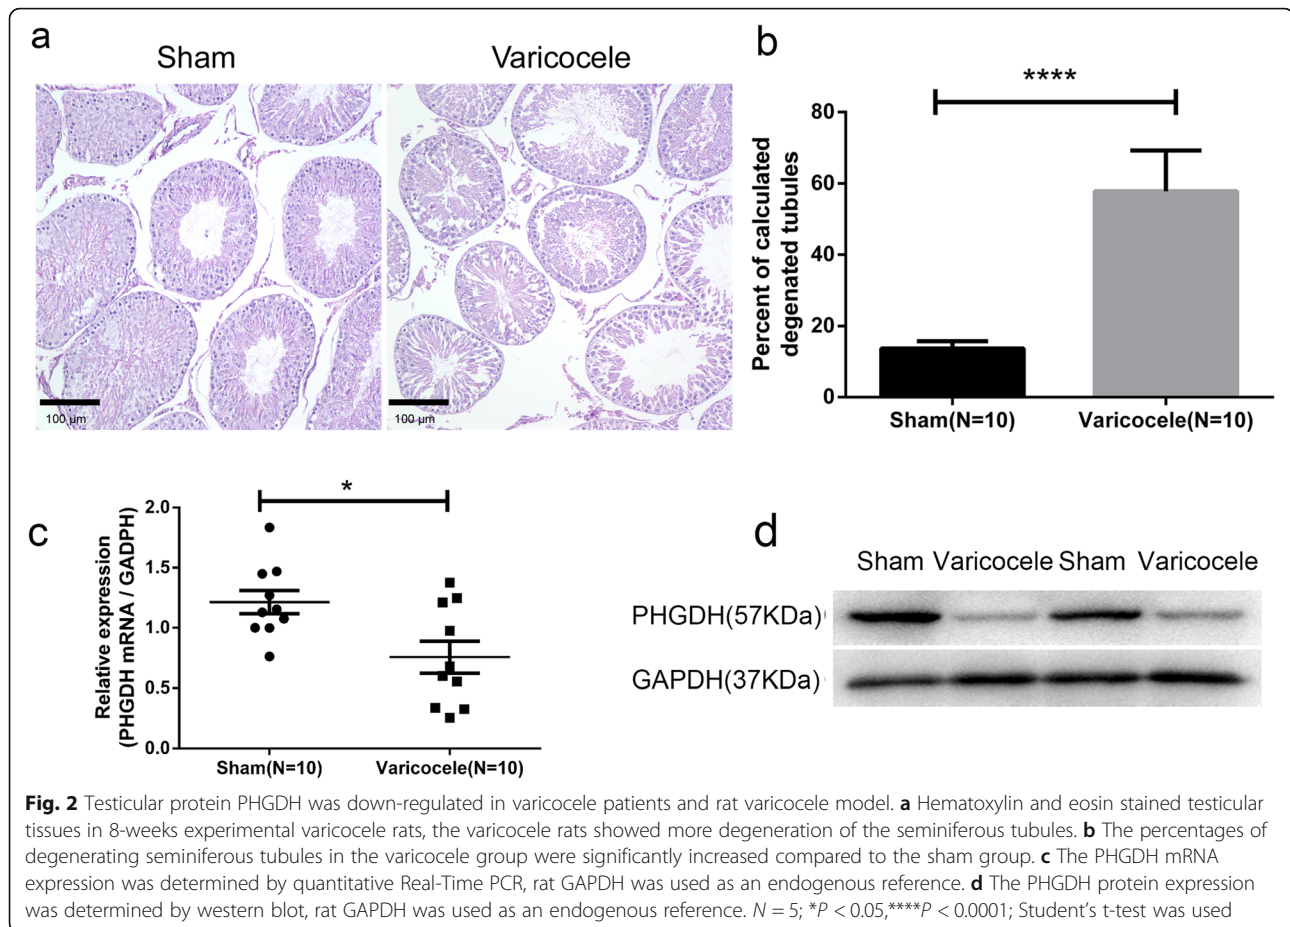 a
Sham
Varicocele
100 µm
100 µm
b
****
Percent of calculated
degenated tubules
80
60
40
20
0
Sham(N=10)
Varicocele(N=10)
c
*
Relative expression
(PHGDH mRNA / GADPH)
2.0
1.5
1.0
0.5
0.0
Sham(N=10)
Varicocele(N=10)
d
Sham Varicocele Sham Varicocele
PHGDH(57KDa)
GAPDH(37KDa)
Fig. 2 Testicular protein PHGDH was down-regulated in varicocele patients and rat varicocele model. a Hematoxylin and eosin stained testicular
tissues in 8-weeks experimental varicocele rats, the varicocele rats showed more degeneration of the seminiferous tubules. b The percentages of
degenerating seminiferous tubules in the varicocele group were significantly increased compared to the sham group. c The PHGDH mRNA
expression was determined by quantitative Real-Time PCR, rat GAPDH was used as an endogenous reference. d The PHGDH protein expression
was determined by western blot, rat GAPDH was used as an endogenous reference. N = 5; *P < 0.05,****P < 0.0001; Student's t-test was used